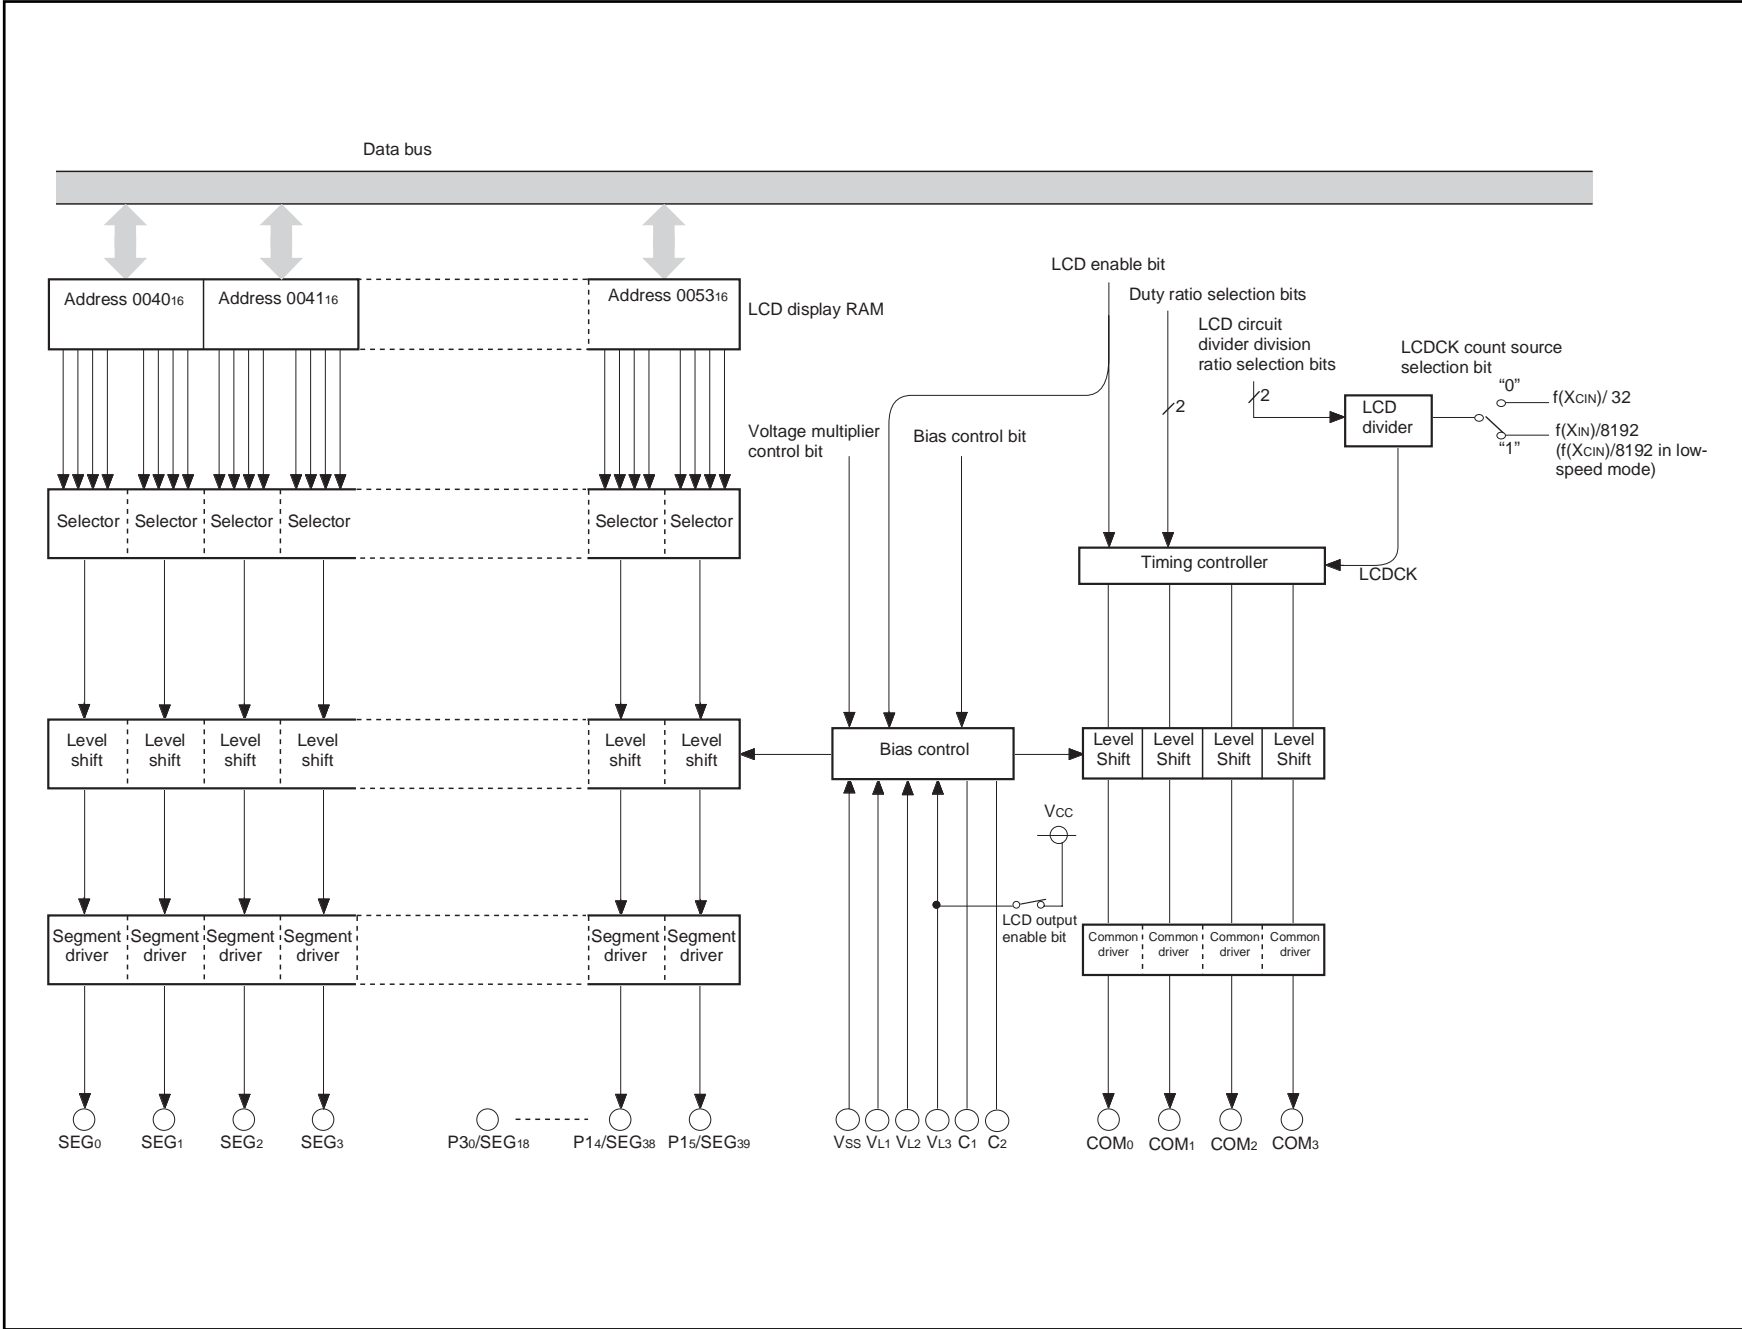 Data bus
LCD enable bit
Duty ratio selection bits
Address 004016
Address 004116
Address 005316
LCD display RAM
LCD circuit
divider division
ratio selection bits
LCDCK count source
selection bit
“0”
f(XCIN)/ 32
2
2
LCD
divider
f(XIN)/8192
“1”
(f(XCIN)/8192 in low-
speed mode)
Voltage multiplier
control bit
Bias control bit
Selector
Selector
Selector
Selector
Selector
Selector
Timing controller
LCDCK
Level
shift
Level
shift
Level
shift
Level
shift
Level
shift
Level
shift
Bias control
Level
Shift
Level
Shift
Level
Shift
Level
Shift
VCC
LCD output
enable bit
Segment
driver
Segment
driver
Segment
driver
Segment
driver
Segment
driver
Segment
driver
Common
driver
Common
driver
Common
driver
Common
driver
SEG0
SEG1
SEG2
SEG3
P30/SEG18
P14/SEG38
P15/SEG39
VSS
VL1
VL2
VL3
C1
C2
COM0
COM1
COM2
COM3